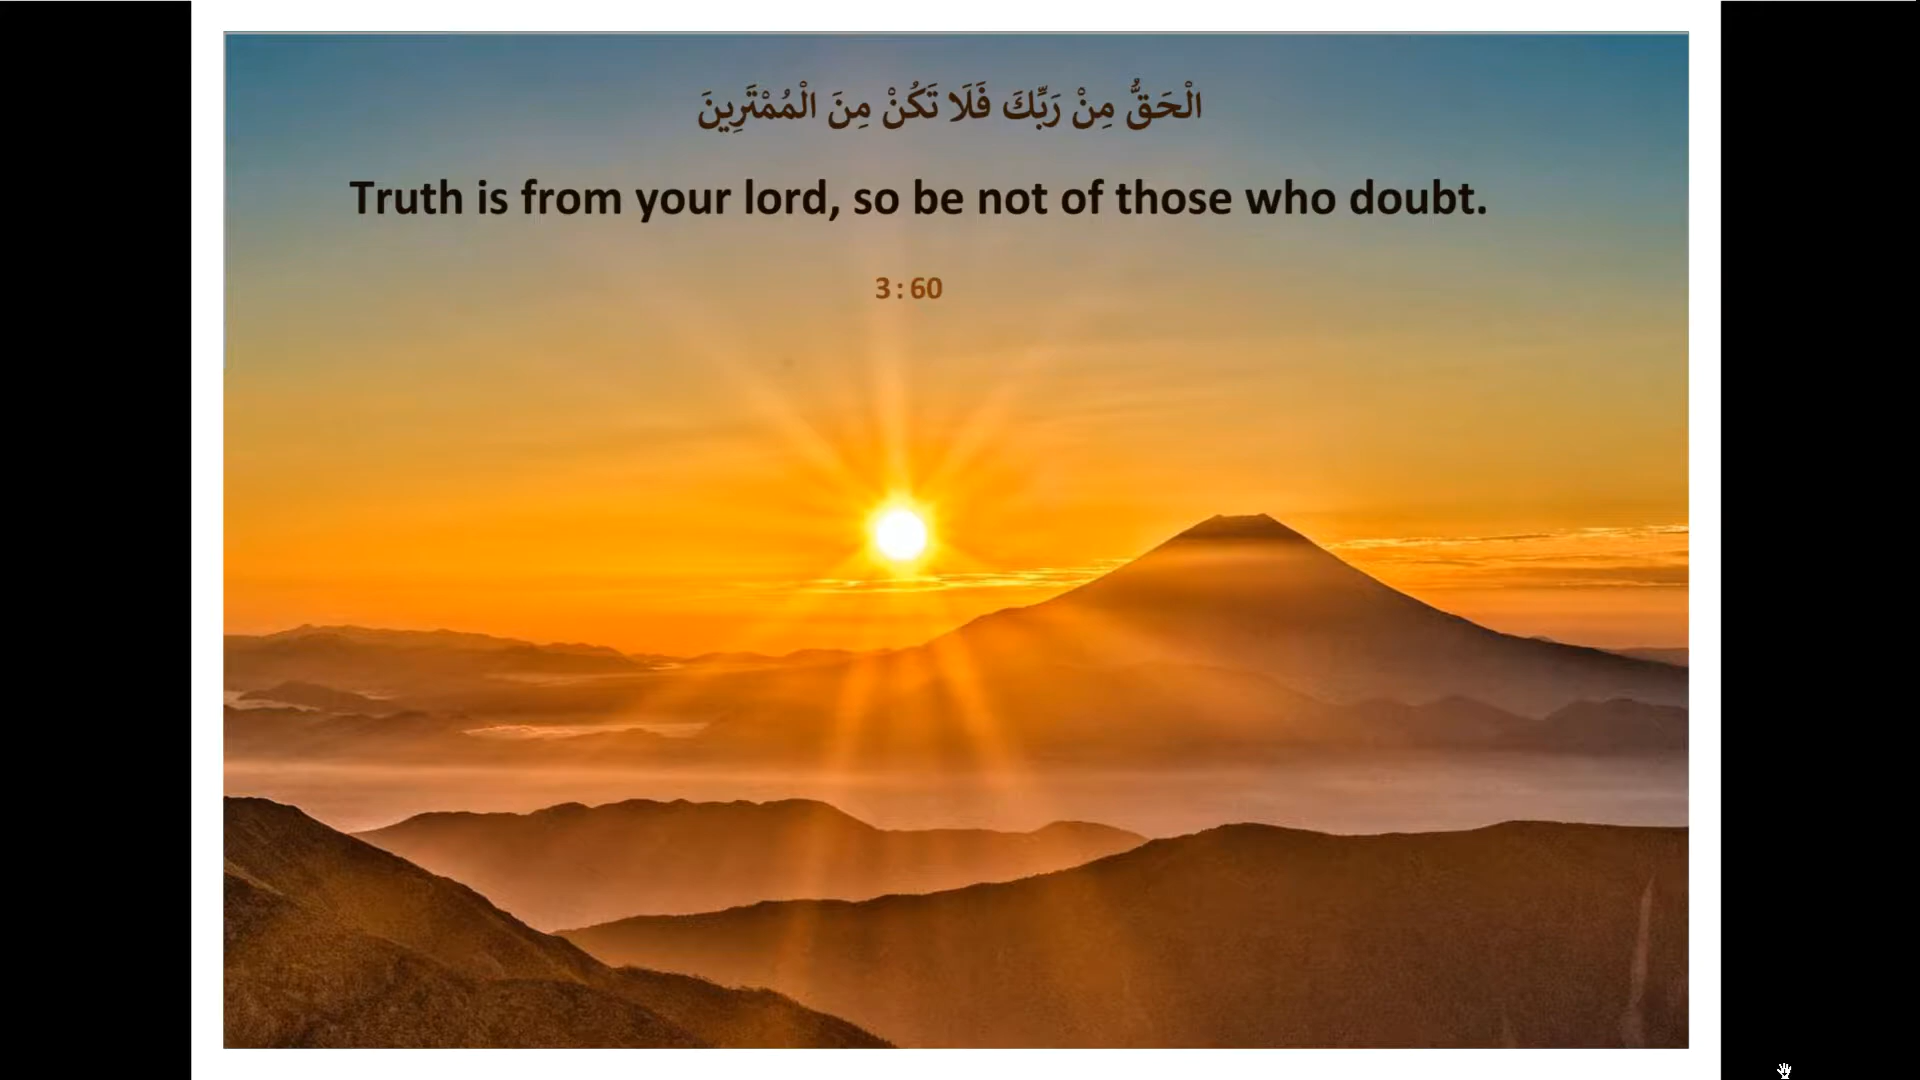 الْحَقُّ مِنْ رَبِّكَ فَلَا تَكُنْ مِنَ الْمُمْتَرِينَ
Truth is from your lord, so be not of those who doubt.
3:60